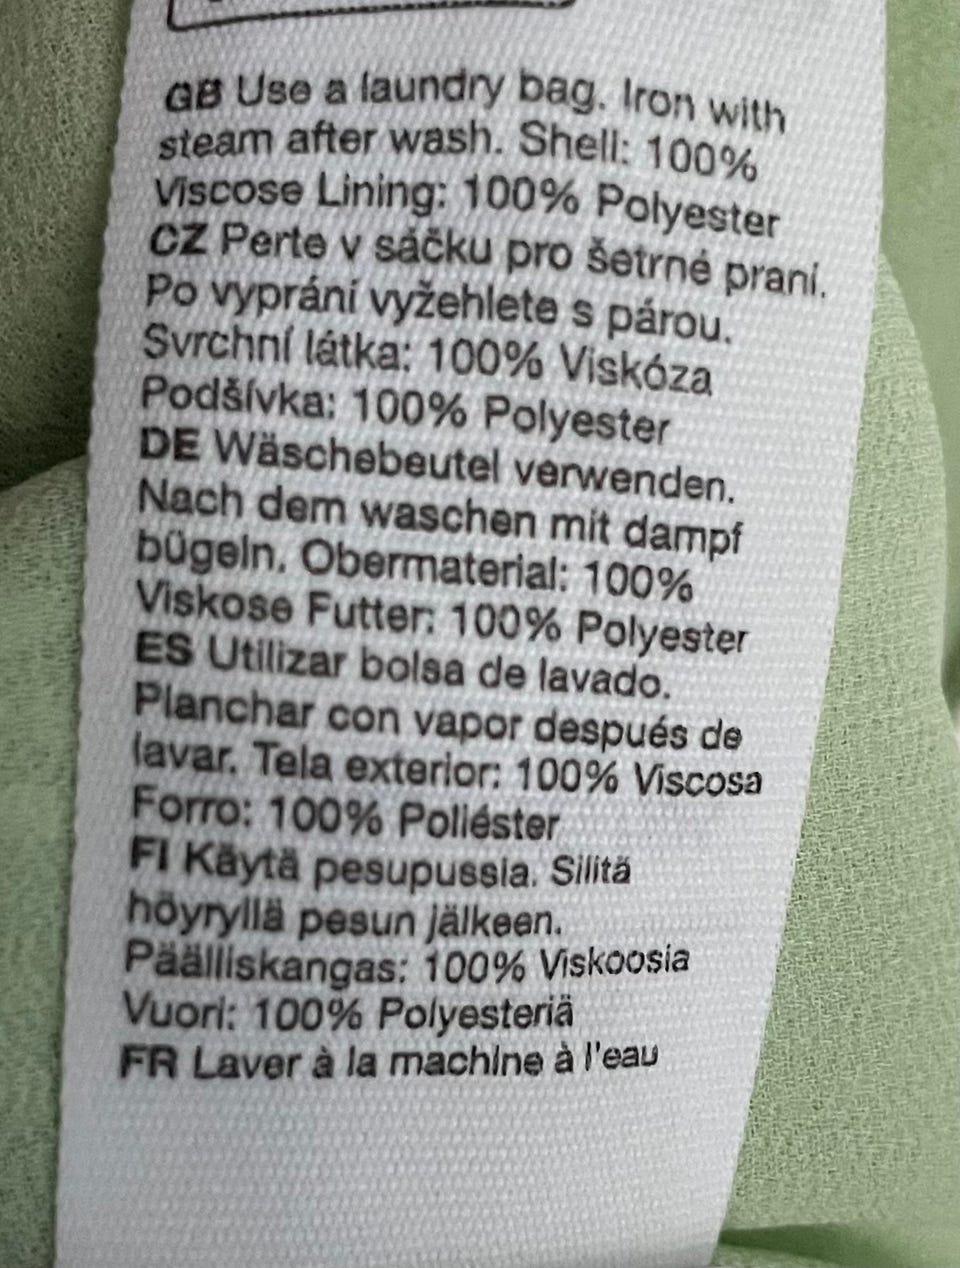 GB Use a laundry bag. Iron with
steam after wash. Shell: 100%
Viscose Lining: 100% Polyester
CZ Perte v sáčku pro šetrné praní.
Po vyprání vyžehlete s párou.
Svrchní látka: 100% Viskóza
Podšívka: 100% Polyester
DE Wäschebeutel verwenden.
Nach dem waschen mit dampf
bügeln. Obermaterial: 100%
Viskose Futter: 100% Polyester
ES Utilizar bolsa de lavado.
Planchar con vapor después de
lavar. Tela exterior: 100% Viscosa
Forro: 100% Poliéster
FI Käytä pesupussia. Silitä
höyryllä pesun jälkeen.
Päälliskangas: 100% Viskoosia
Vuori: 100% Polyesteriä
FR Laver à la machine à l'eau